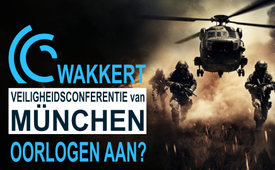 WAKKERT
VEILIGHEIDSCONFERENTIE van
MÜNCHEN
OORLOGEN AAN?